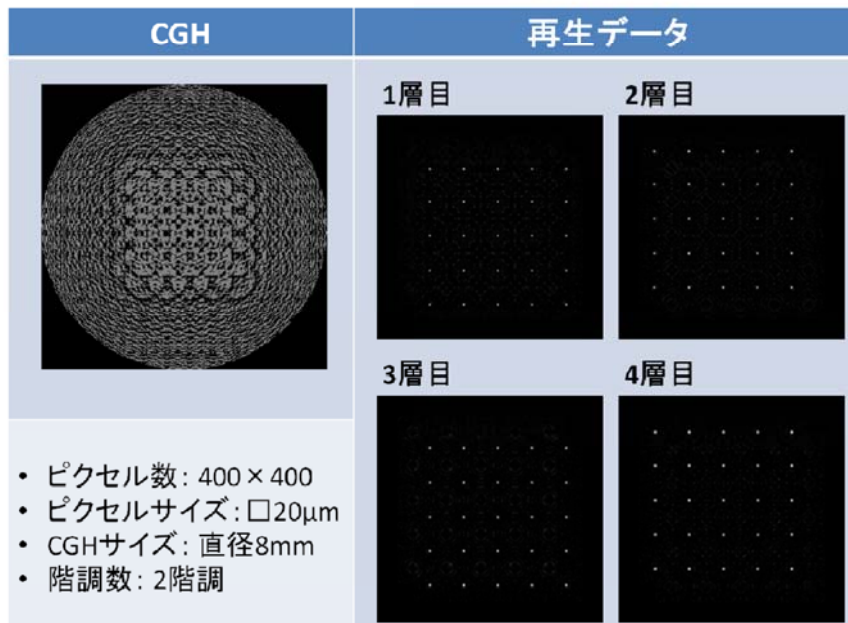 CGH
再生データ
1層目
2層目
3層目
4層目
• ピクセル数: 400×400
• ピクセルサイズ: □20μm
• CGHサイズ: 直径8mm
• 階調数: 2階調